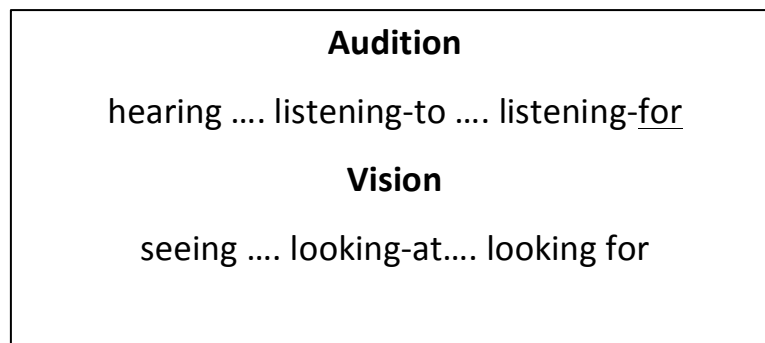 Audition
hearing …. listening-to …. listening-for
Vision
seeing …. looking-at…. looking for